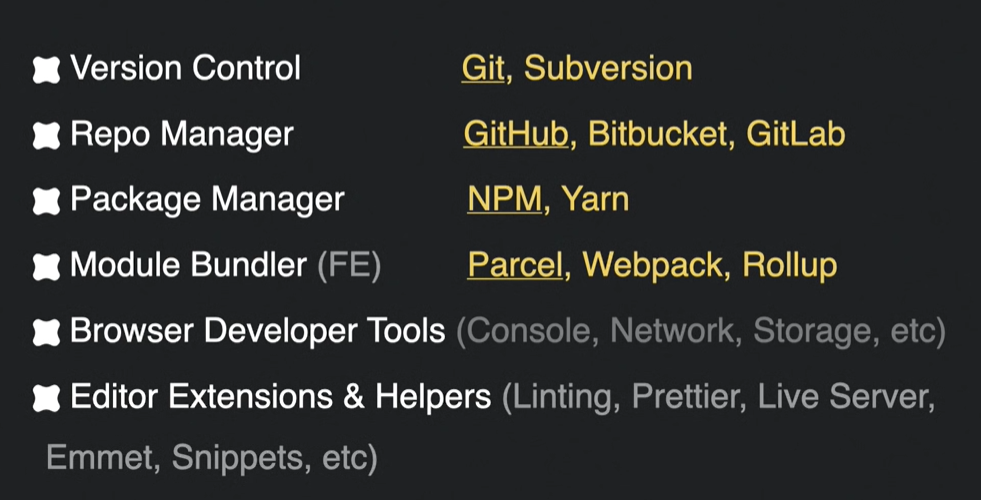 Version Control Git, Subversion
Repo Manager GitHub, Bitbucket, GitLab
Package Manager NPM, Yarn
Module Bundler (FE) Parcel, Webpack, Rollup
Browser Developer Tools (Console, Network, Storage, etc)
Editor Extensions & Helpers (Linting, Prettier, Live Server,
Emmet, Snippets, etc)